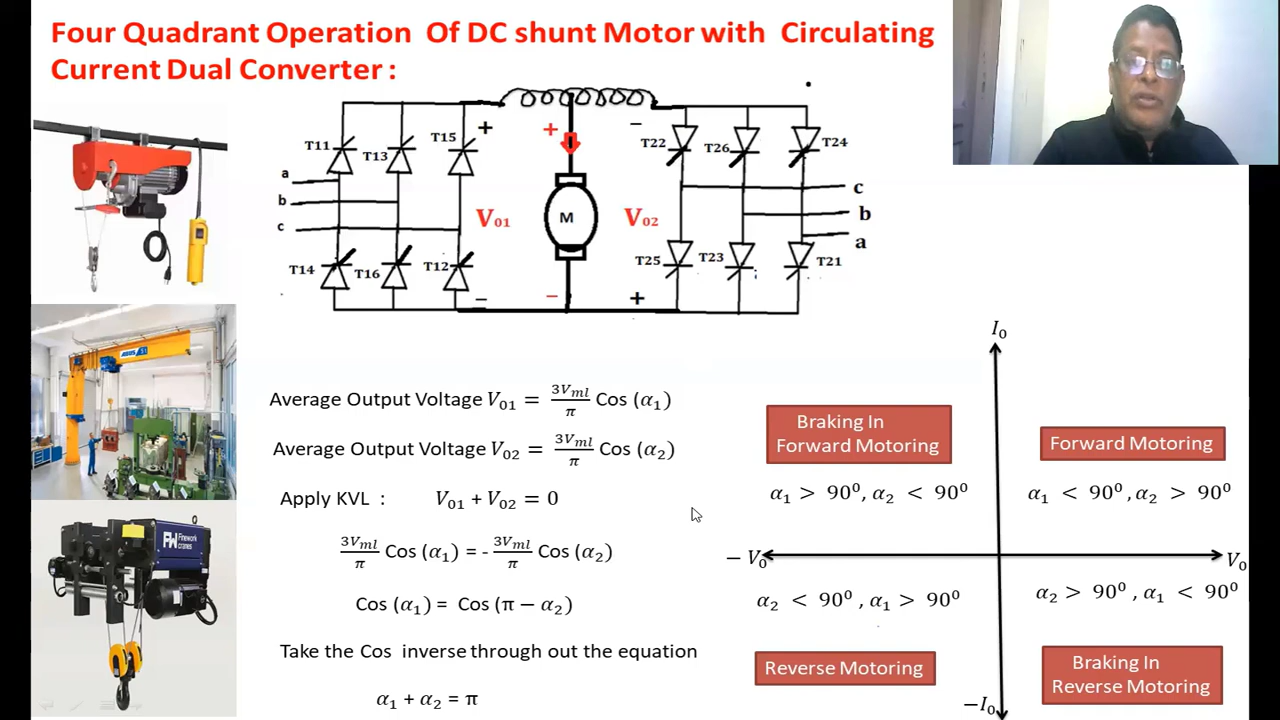 Four Quadrant Operation Of DC shunt Motor with Circulating
Current Dual Converter :
T11
T13
T15
+
+
−
T22
T26
T24
a
b
c
V₀₁
M
V₀₂
c
b
a
T14
T16
T12
T25
T23
T21
−
−
+
Average Output Voltage V₀₁ = 3Vₘₗ/π Cos (α₁)
Average Output Voltage V₀₂ = 3Vₘₗ/π Cos (α₂)
Apply KVL : V₀₁ + V₀₂ = 0
3Vₘₗ/π Cos (α₁) = - 3Vₘₗ/π Cos (α₂)
Cos (α₁) = Cos (π − α₂)
Take the Cos inverse through out the equation
α₁ + α₂ = π
I₀
Braking In
Forward Motoring
Forward Motoring
α₁ > 90⁰, α₂ < 90⁰
α₁ < 90⁰, α₂ > 90⁰
− V₀
V₀
α₂ < 90⁰ , α₁ > 90⁰
α₂ > 90⁰ , α₁ < 90⁰
Reverse Motoring
Braking In
Reverse Motoring
−I₀
FW Finework
cranes